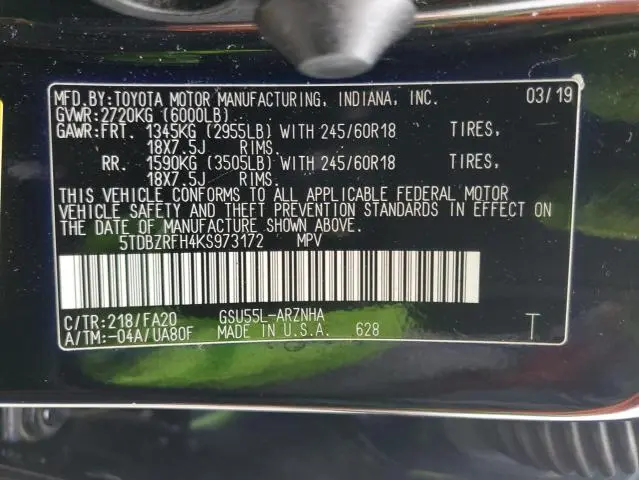 MFD.BY:TOYOTA MOTOR MANUFACTURING, INDIANA, INC. 03/19
GVWR:2720KG (6000LB)
GAWR:FRT. 1345KG (2955LB) WITH 245/60R18 TIRES,
18X7.5J RIMS.
RR. 1590KG (3505LB) WITH 245/60R18 TIRES,
18X7.5J RIMS.
THIS VEHICLE CONFORMS TO ALL APPLICABLE FEDERAL MOTOR
VEHICLE SAFETY AND THEFT PREVENTION STANDARDS IN EFFECT ON
THE DATE OF MANUFACTURE SHOWN ABOVE.
5TDBZRFH4KS973172 MPV
C/TR:218/FA20 GSU55L-ARZNHA
A/TM:-04A/UA80F MADE IN U.S.A. 628 T